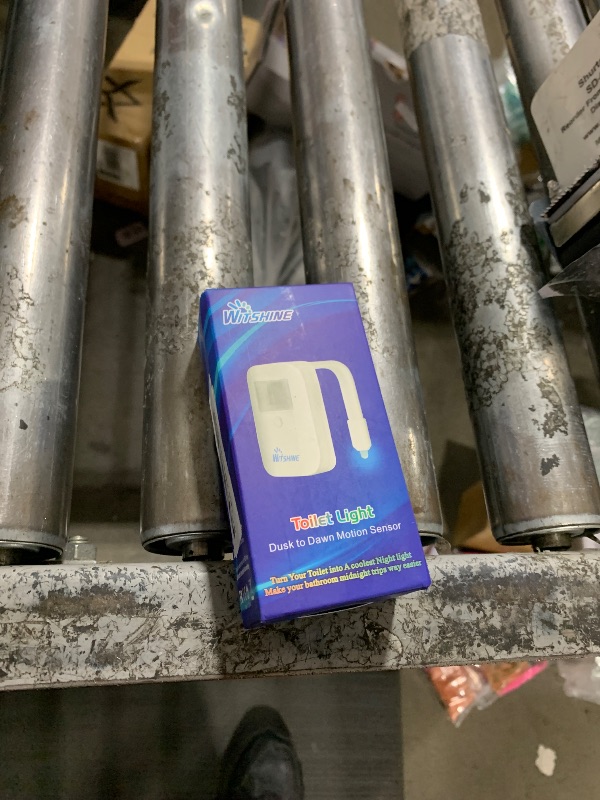 WITSHINE
WITSHINE
Toilet Light
Dusk to Dawn Motion Sensor
Turn Your Toilet into A coolest Night light
Make your bathroom midnight trips way easier